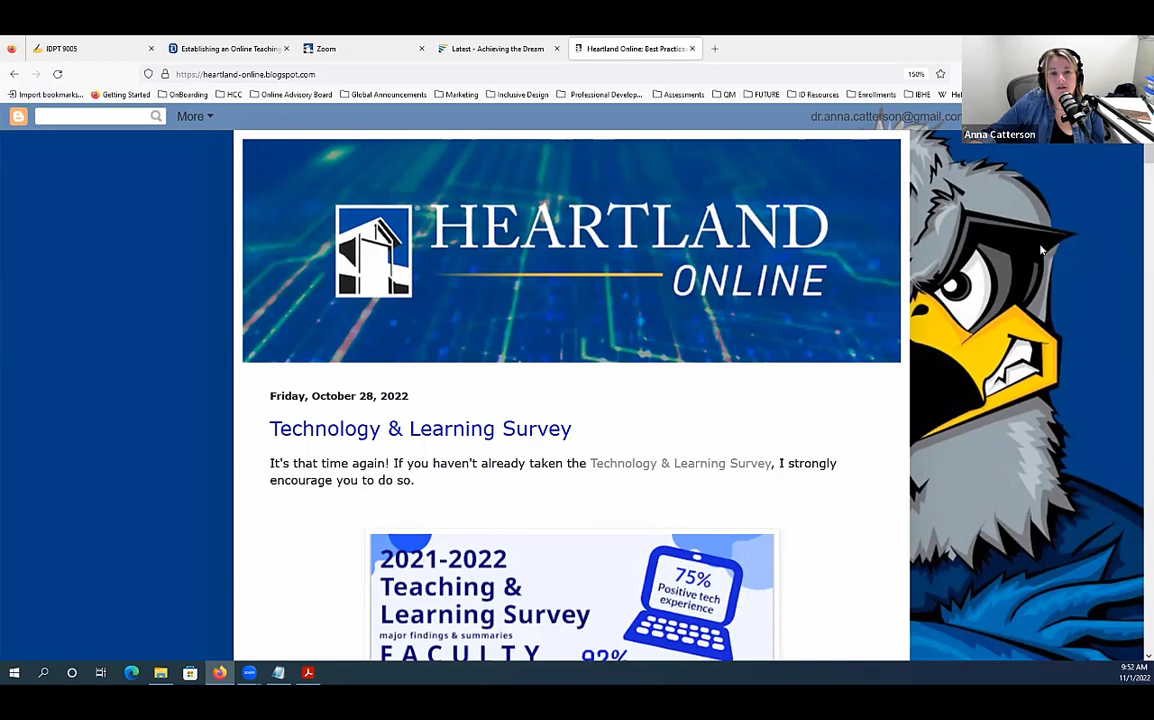 IDPT 9005
Establishing an Online Teaching
Zoom
Latest - Achieving the Dream
Heartland Online: Best Practice
https://heartland-online.blogspot.com
150%
Import bookmarks...
Getting Started
OnBoarding
HCC
Online Advisory Board
Global Announcements
Marketing
Inclusive Design
Professional Develop...
Assessments
QM
FUTURE
ID Resources
Enrollments
IBHE
More
dr.anna.catterson@gmail.com
Anna Catterson
HEARTLAND
ONLINE
Friday, October 28, 2022
Technology & Learning Survey
It's that time again! If you haven't already taken the Technology & Learning Survey, I strongly
encourage you to do so.
2021-2022
Teaching &
Learning Survey
major findings & summaries
FACULTY
75%
Positive tech
experience
92%
9:52 AM
11/1/2022